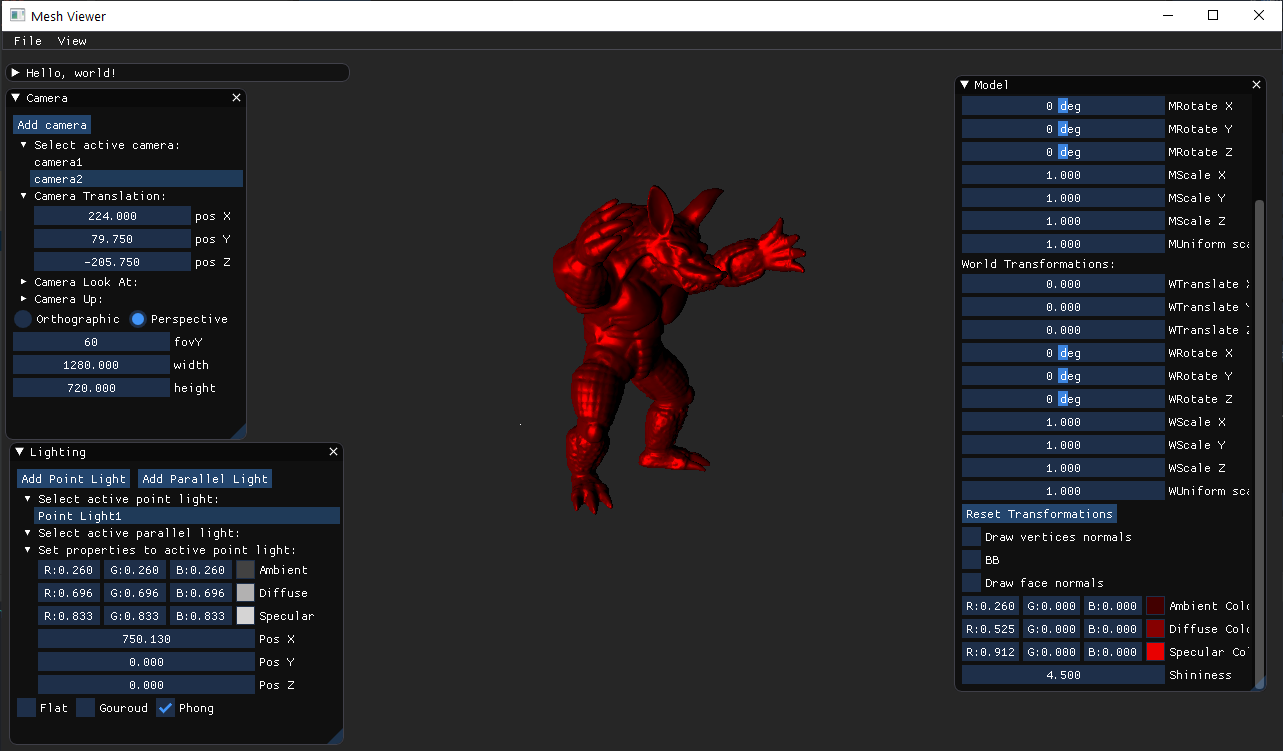 Mesh Viewer
File View
Hello, world!
Camera
Add camera
Select active camera:
camera1
camera2
Camera Translation:
224.000 pos X
79.750 pos Y
-205.750 pos Z
Camera Look At:
Camera Up:
Orthographic Perspective
60 fovY
1280.000 width
720.000 height
Lighting
Add Point Light Add Parallel Light
Select active point light:
Point Light1
Select active parallel light:
Set properties to active point light:
R:0.260 G:0.260 B:0.260 Ambient
R:0.696 G:0.696 B:0.696 Diffuse
R:0.833 G:0.833 B:0.833 Specular
750.130 Pos X
0.000 Pos Y
0.000 Pos Z
Flat Gouroud Phong
Model
0 deg MRotate X
0 deg MRotate Y
0 deg MRotate Z
1.000 MScale X
1.000 MScale Y
1.000 MScale Z
1.000 MUniform sca
World Transformations:
0.000 WTranslate X
0.000 WTranslate Y
0.000 WTranslate Z
0 deg WRotate X
0 deg WRotate Y
0 deg WRotate Z
1.000 WScale X
1.000 WScale Y
1.000 WScale Z
1.000 WUniform sca
Reset Transformations
Draw vertices normals
BB
Draw face normals
R:0.260 G:0.000 B:0.000 Ambient Colo
R:0.525 G:0.000 B:0.000 Diffuse Colo
R:0.912 G:0.000 B:0.000 Specular Co
4.500 Shininess